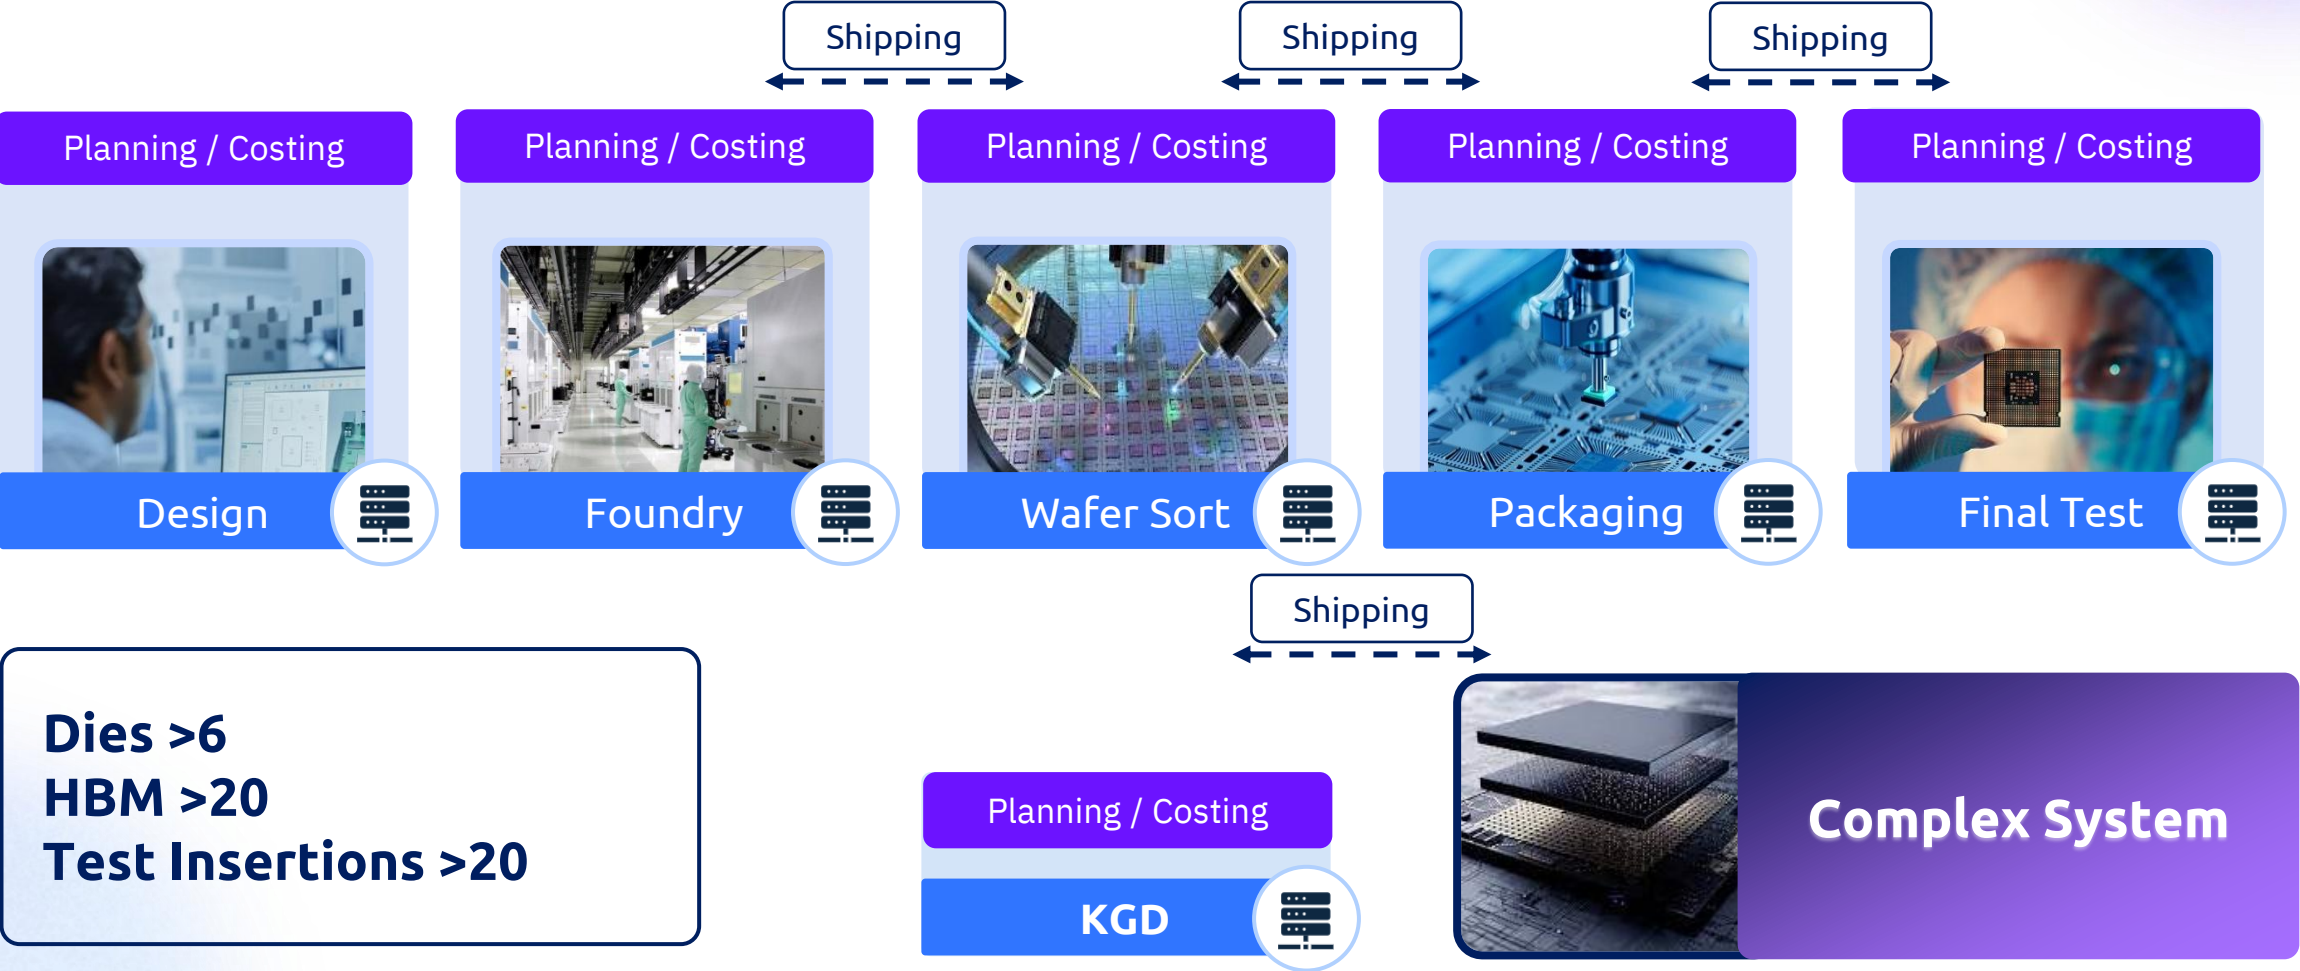 Shipping
Shipping
Shipping
Planning / Costing
Planning / Costing
Planning / Costing
Planning / Costing
Planning / Costing
Design
Foundry
Wafer Sort
Packaging
Final Test
Shipping
Dies >6
HBM >20
Test Insertions >20
Planning / Costing
KGD
Complex System